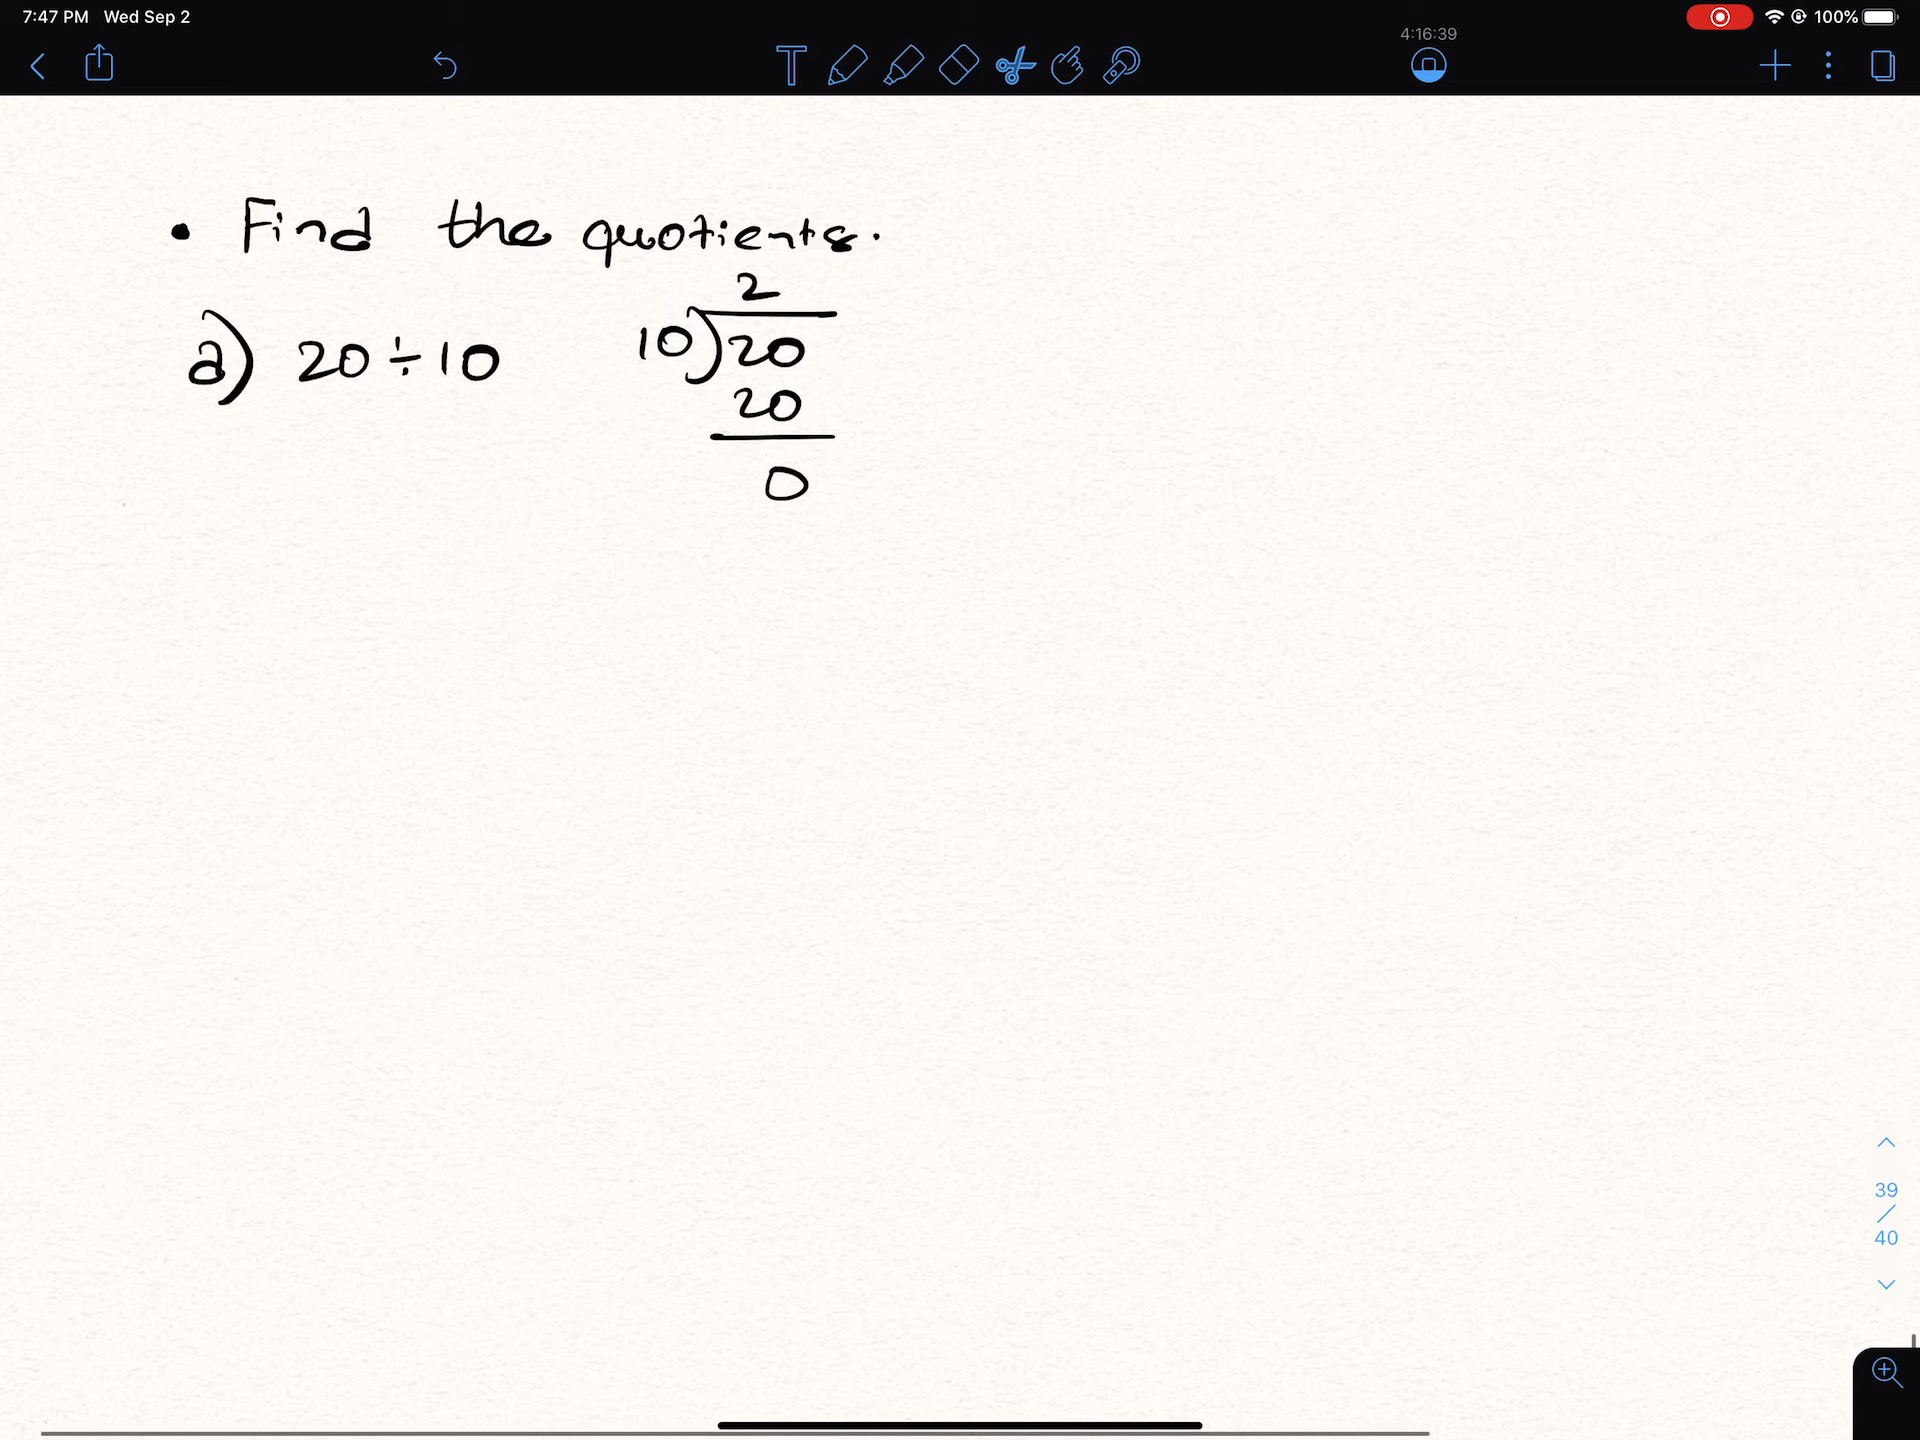 7:47 PM Wed Sep 2
100%
4:16:39
T
• Find the quotients.
2
a) 20 ÷ 10 10)20
20
0
39
/
40